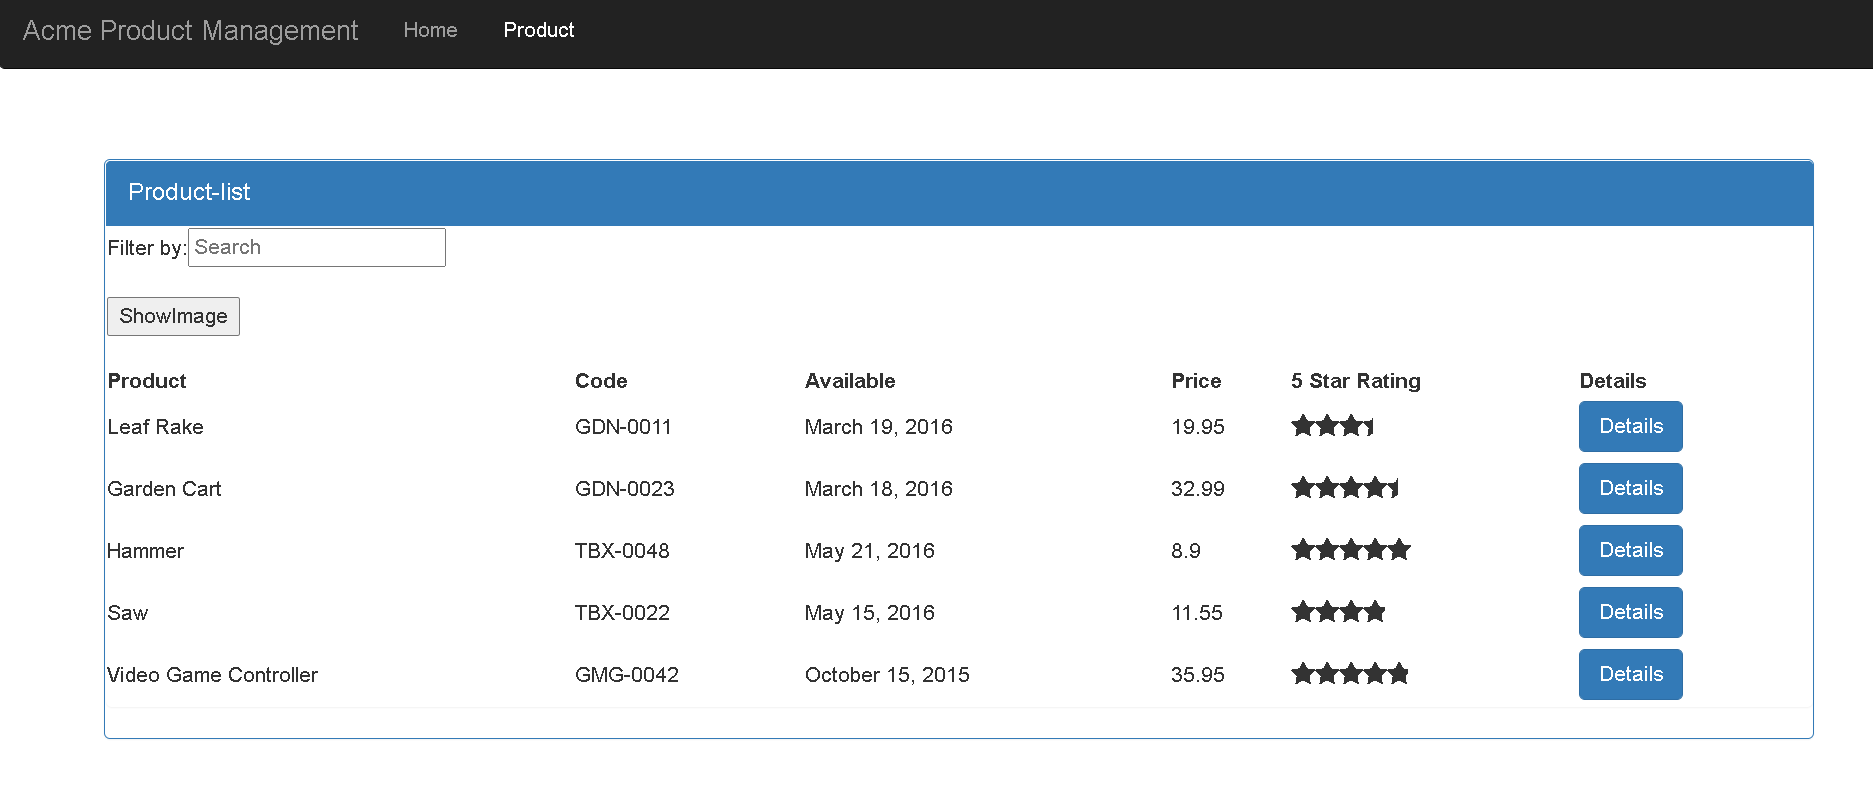 Acme Product Management Home Product
Product-list
Filter by: Search
ShowImage
Product Code Available Price 5 Star Rating Details
Leaf Rake GDN-0011 March 19, 2016 19.95 Details
Garden Cart GDN-0023 March 18, 2016 32.99 Details
Hammer TBX-0048 May 21, 2016 8.9 Details
Saw TBX-0022 May 15, 2016 11.55 Details
Video Game Controller GMG-0042 October 15, 2015 35.95 Details